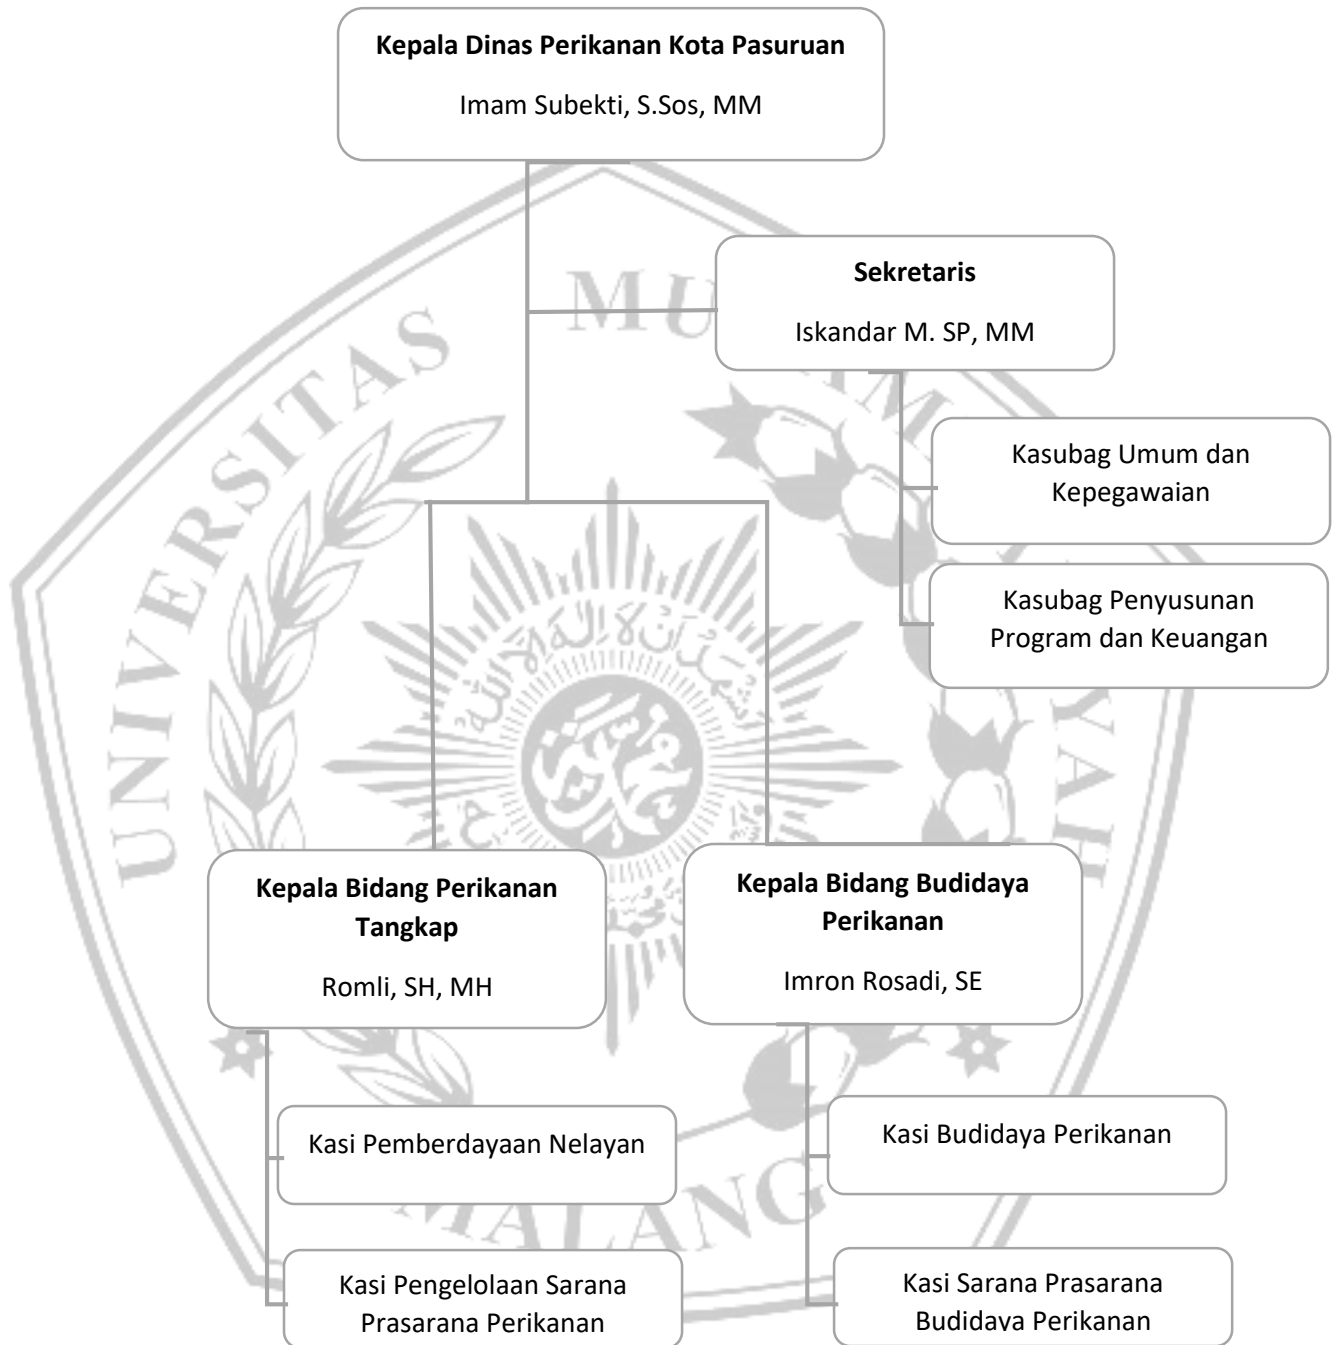 Kepala Dinas Perikanan Kota Pasuruan
Imam Subekti, S.Sos, MM
Sekretaris
Iskandar M. SP, MM
Kasubag Umum dan
Kepegawaian
Kasubag Penyusunan
Program dan Keuangan
Kepala Bidang Perikanan
Tangkap
Romli, SH, MH
Kepala Bidang Budidaya
Perikanan
Imron Rosadi, SE
Kasi Pemberdayaan Nelayan
Kasi Budidaya Perikanan
Kasi Pengelolaan Sarana
Prasarana Perikanan
Kasi Sarana Prasarana
Budidaya Perikanan
UNIVERSITAS
MALANG